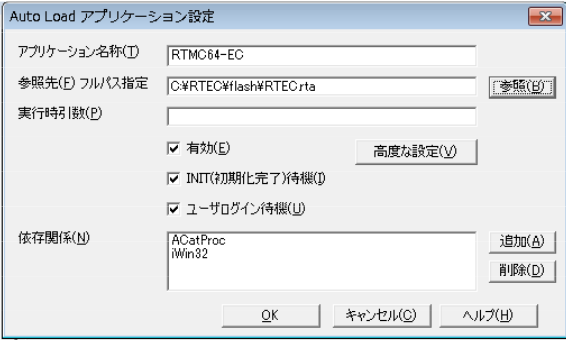 Auto Load アプリケーション設定
アプリケーション名称(T) RTMC64-EC
参照先(F) フルパス指定 C:¥RTEC¥flash¥RTEC.rta 参照(B)
実行時引数(P)
有効(E) 高度な設定(V)
INIT(初期化完了)待機(I)
ユーザログイン待機(U)
依存関係(N) ACatProc 追加(A)
iWin32
削除(D)
OK キャンセル(C) ヘルプ(H)